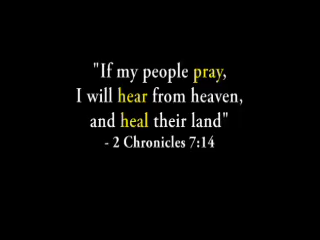 "If my people pray,
I will hear from heaven,
and heal their land"
- 2 Chronicles 7:14